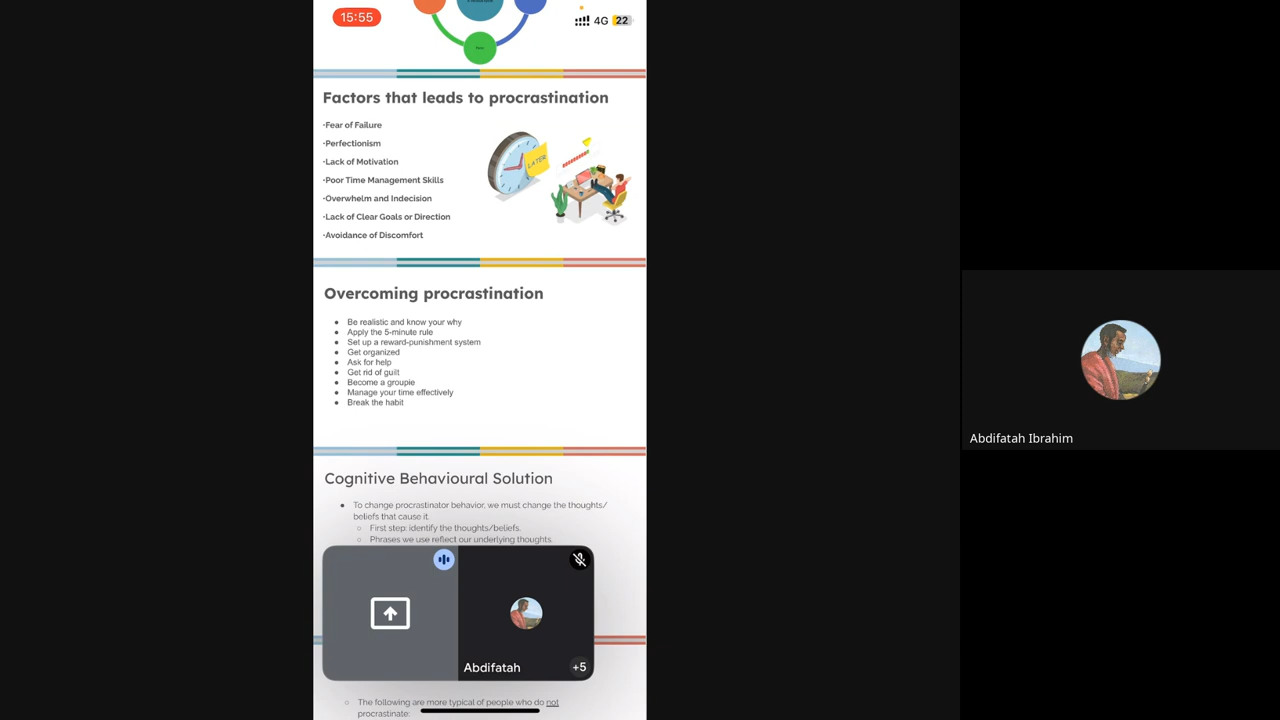 15:55
4G 22
Factors that leads to procrastination
•Fear of Failure
•Perfectionism
•Lack of Motivation
•Poor Time Management Skills
•Overwhelm and Indecision
•Lack of Clear Goals or Direction
•Avoidance of Discomfort
LATER
Overcoming procrastination
● Be realistic and know your why
● Apply the 5-minute rule
● Set up a reward-punishment system
● Get organized
● Ask for help
● Get rid of guilt
● Become a groupie
● Manage your time effectively
● Break the habit
Cognitive Behavioural Solution
● To change procrastinator behavior, we must change the thoughts/
beliefs that cause it.
○ First step: identify the thoughts/beliefs.
○ Phrases we use reflect our underlying thoughts.
Abdifatah
+5
○ The following are more typical of people who do not
procrastinate:
Abdifatah Ibrahim